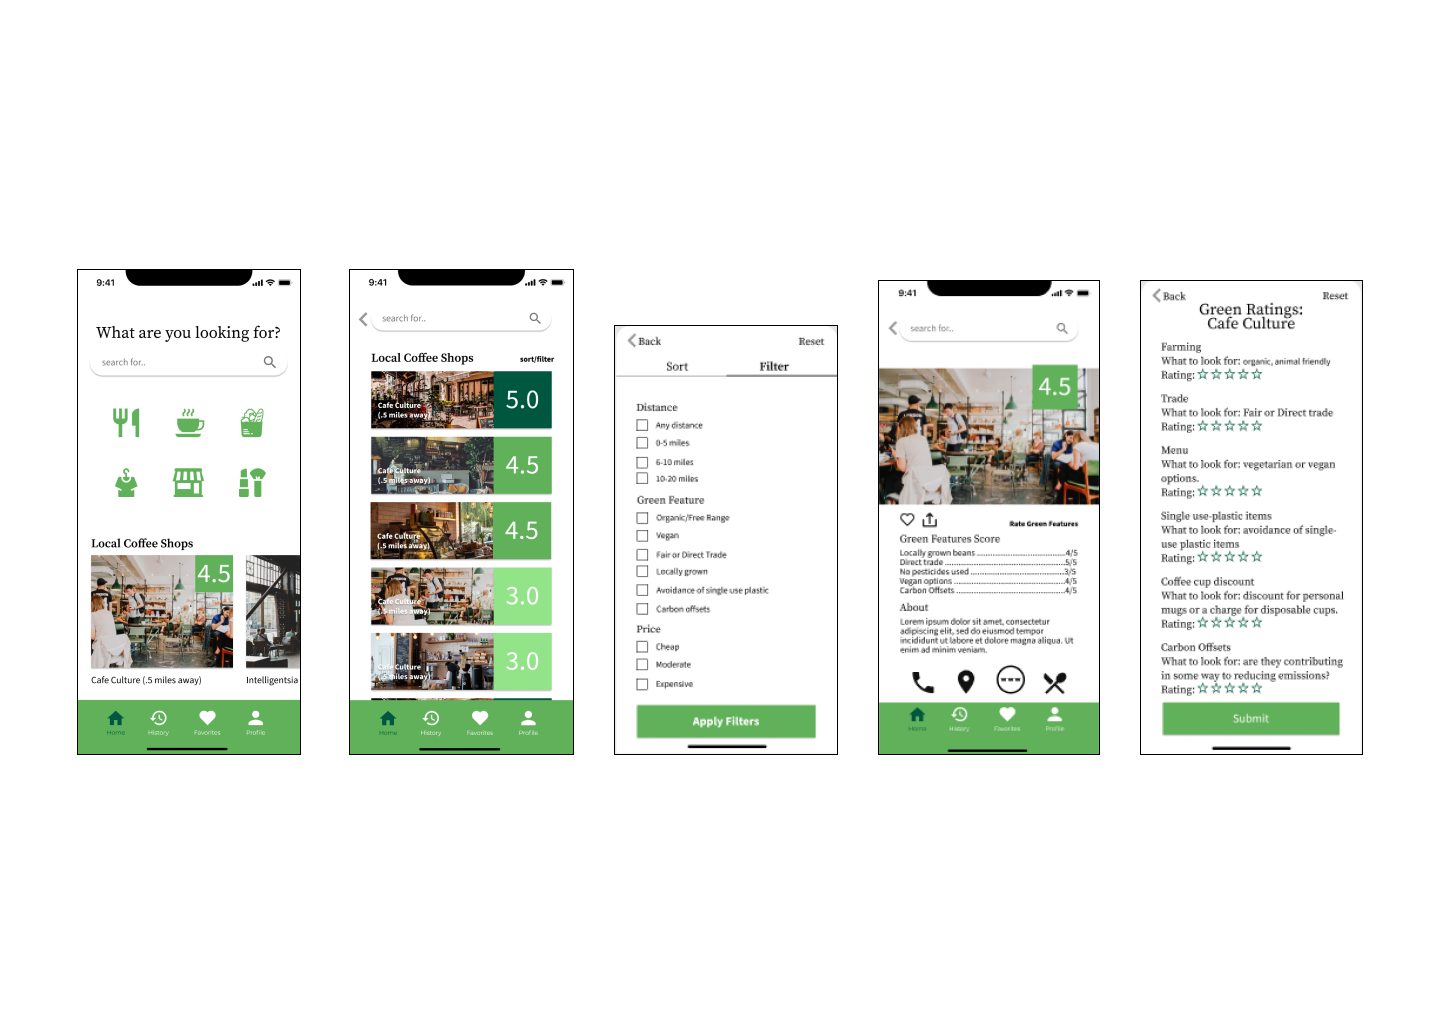 9:41
What are you looking for?
search for..
Local Coffee Shops
4.5
Cafe Culture (.5 miles away)
Intelligentsia
Home
History
Favorites
Profile
9:41
search for..
Local Coffee Shops
sort/filter
Cafe Culture
(.5 miles away)
5.0
Cafe Culture
(.5 miles away)
4.5
Cafe Culture
(.5 miles away)
4.5
Cafe Culture
(.5 miles away)
3.0
Cafe Culture
(.5 miles away)
3.0
Home
History
Favorites
Profile
Back
Reset
Sort
Filter
Distance
Any distance
0-5 miles
6-10 miles
10-20 miles
Green Feature
Organic/Free Range
Vegan
Fair or Direct Trade
Locally grown
Avoidance of single use plastic
Carbon offsets
Price
Cheap
Moderate
Expensive
Apply Filters
9:41
search for..
4.5
Rate Green Features
Green Features Score
Locally grown beans ........................................4/5
Direct trade ........................................................5/5
No pesticides used ...........................................3/5
Vegan options ..................................................4/5
Carbon Offsets .................................................4/5
About
Lorem ipsum dolor sit amet, consectetur
adipiscing elit, sed do eiusmod tempor
incididunt ut labore et dolore magna aliqua. Ut
enim ad minim veniam.
Home
History
Favorites
Profile
Back
Reset
Green Ratings:
Cafe Culture
Farming
What to look for: organic, animal friendly
Rating:
Trade
What to look for: Fair or Direct trade
Rating:
Menu
What to look for: vegetarian or vegan
options.
Rating:
Single use-plastic items
What to look for: avoidance of single-
use plastic items
Rating:
Coffee cup discount
What to look for: discount for personal
mugs or a charge for disposable cups.
Rating:
Carbon Offsets
What to look for: are they contributing
in some way to reducing emissions?
Rating:
Submit